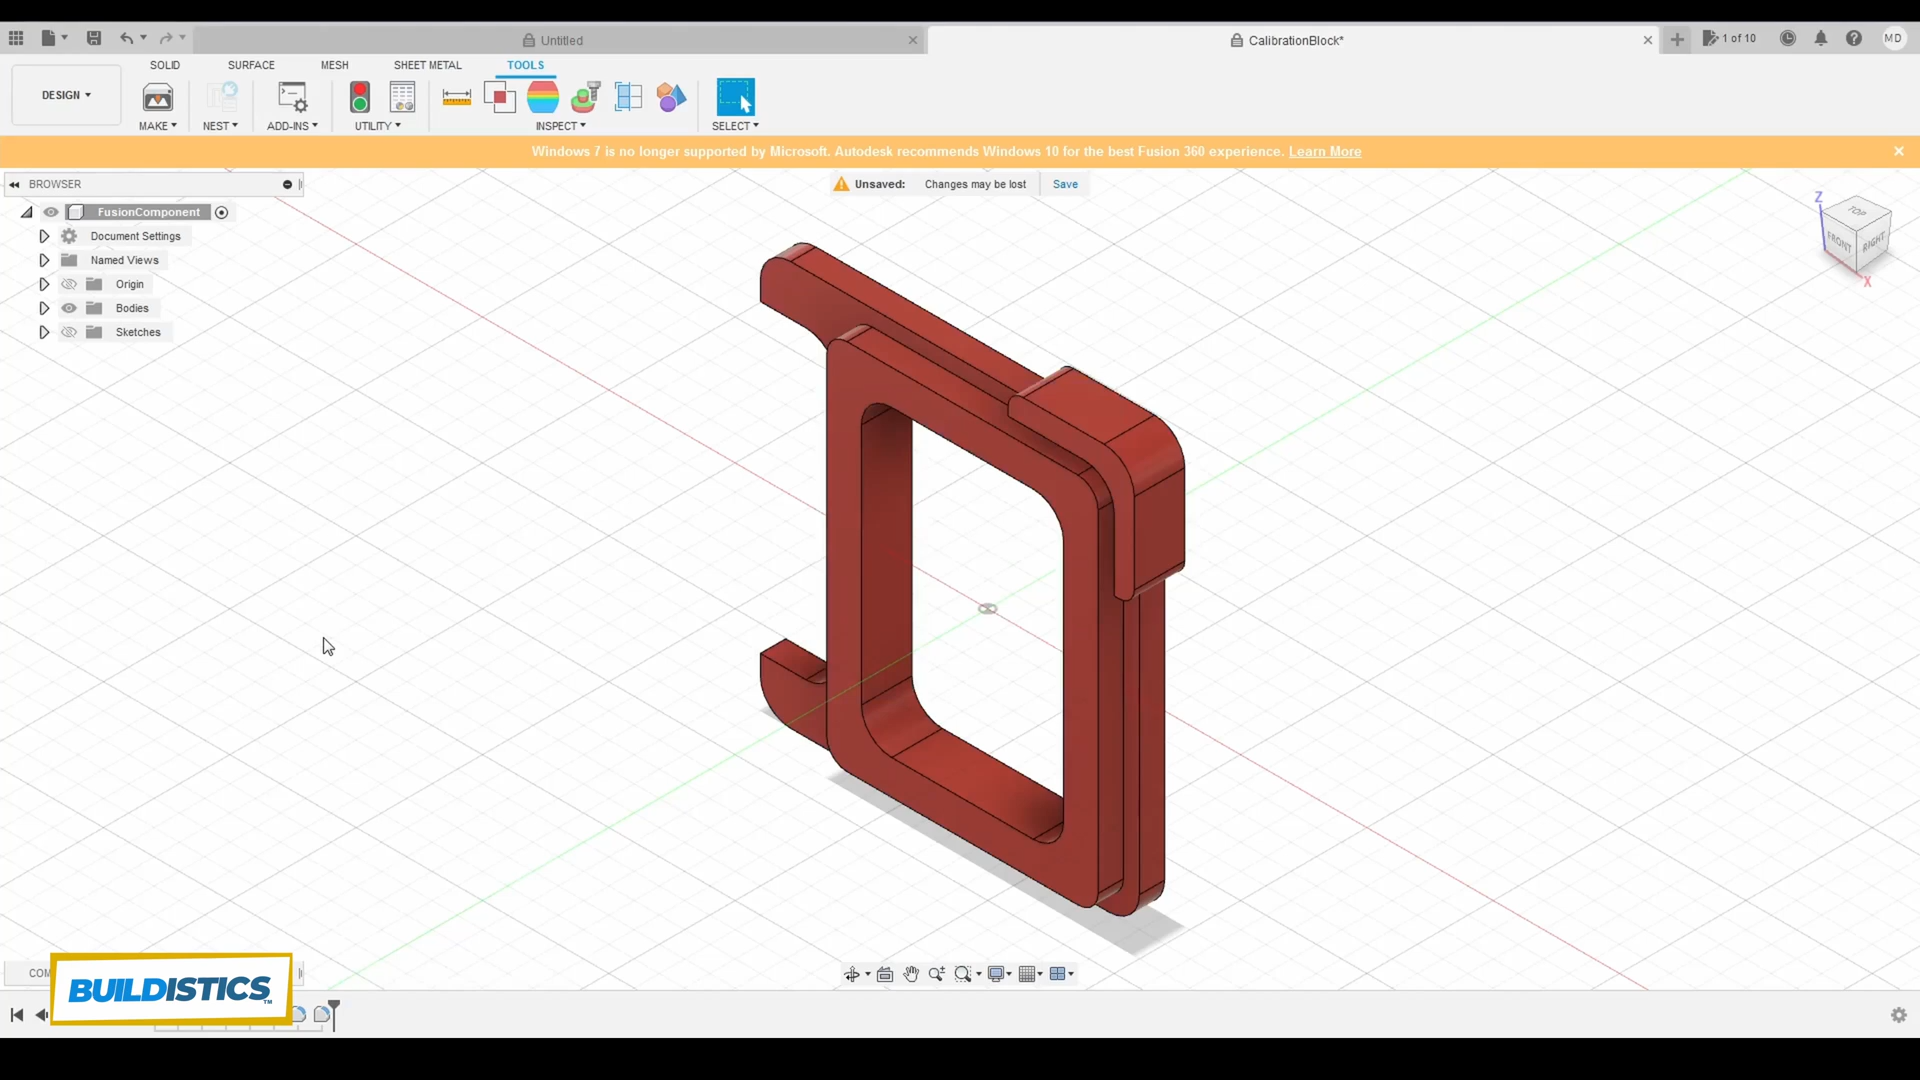 Untitled
CalibrationBlock*
1 of 10
MD
DESIGN
SOLID
SURFACE
MESH
SHEET METAL
TOOLS
MAKE
NEST
ADD-INS
UTILITY
INSPECT
SELECT
Windows 7 is no longer supported by Microsoft. Autodesk recommends Windows 10 for the best Fusion 360 experience. Learn More
BROWSER
Unsaved: Changes may be lost Save
FusionComponent
Document Settings
Named Views
Origin
Bodies
Sketches
Z
TOP
FRONT
RIGHT
X
COM
BUILDISTICS™